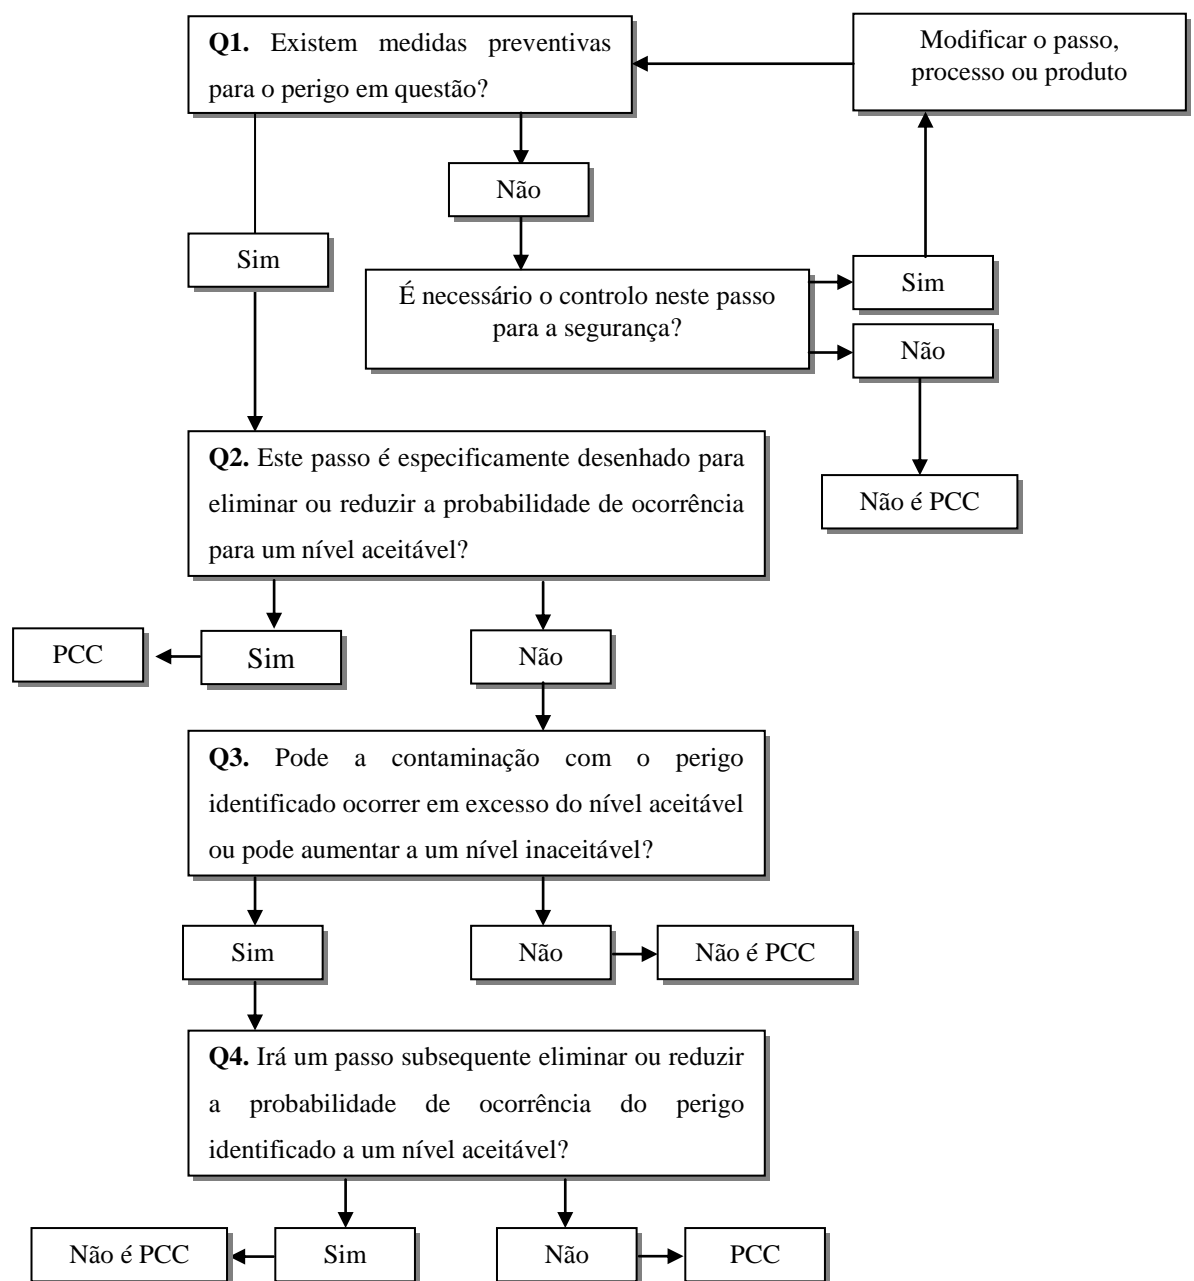 Q1. Existem medidas preventivas
para o perigo em questão?
Modificar o passo,
processo ou produto
Não
Sim
É necessário o controlo neste passo
para a segurança?
Sim
Não
Não é PCC
Q2. Este passo é especificamente desenhado para
eliminar ou reduzir a probabilidade de ocorrência
para um nível aceitável?
PCC
Sim
Não
Q3. Pode a contaminação com o perigo
identificado ocorrer em excesso do nível aceitável
ou pode aumentar a um nível inaceitável?
Sim
Não
Não é PCC
Q4. Irá um passo subsequente eliminar ou reduzir
a probabilidade de ocorrência do perigo
identificado a um nível aceitável?
Não é PCC
Sim
Não
PCC